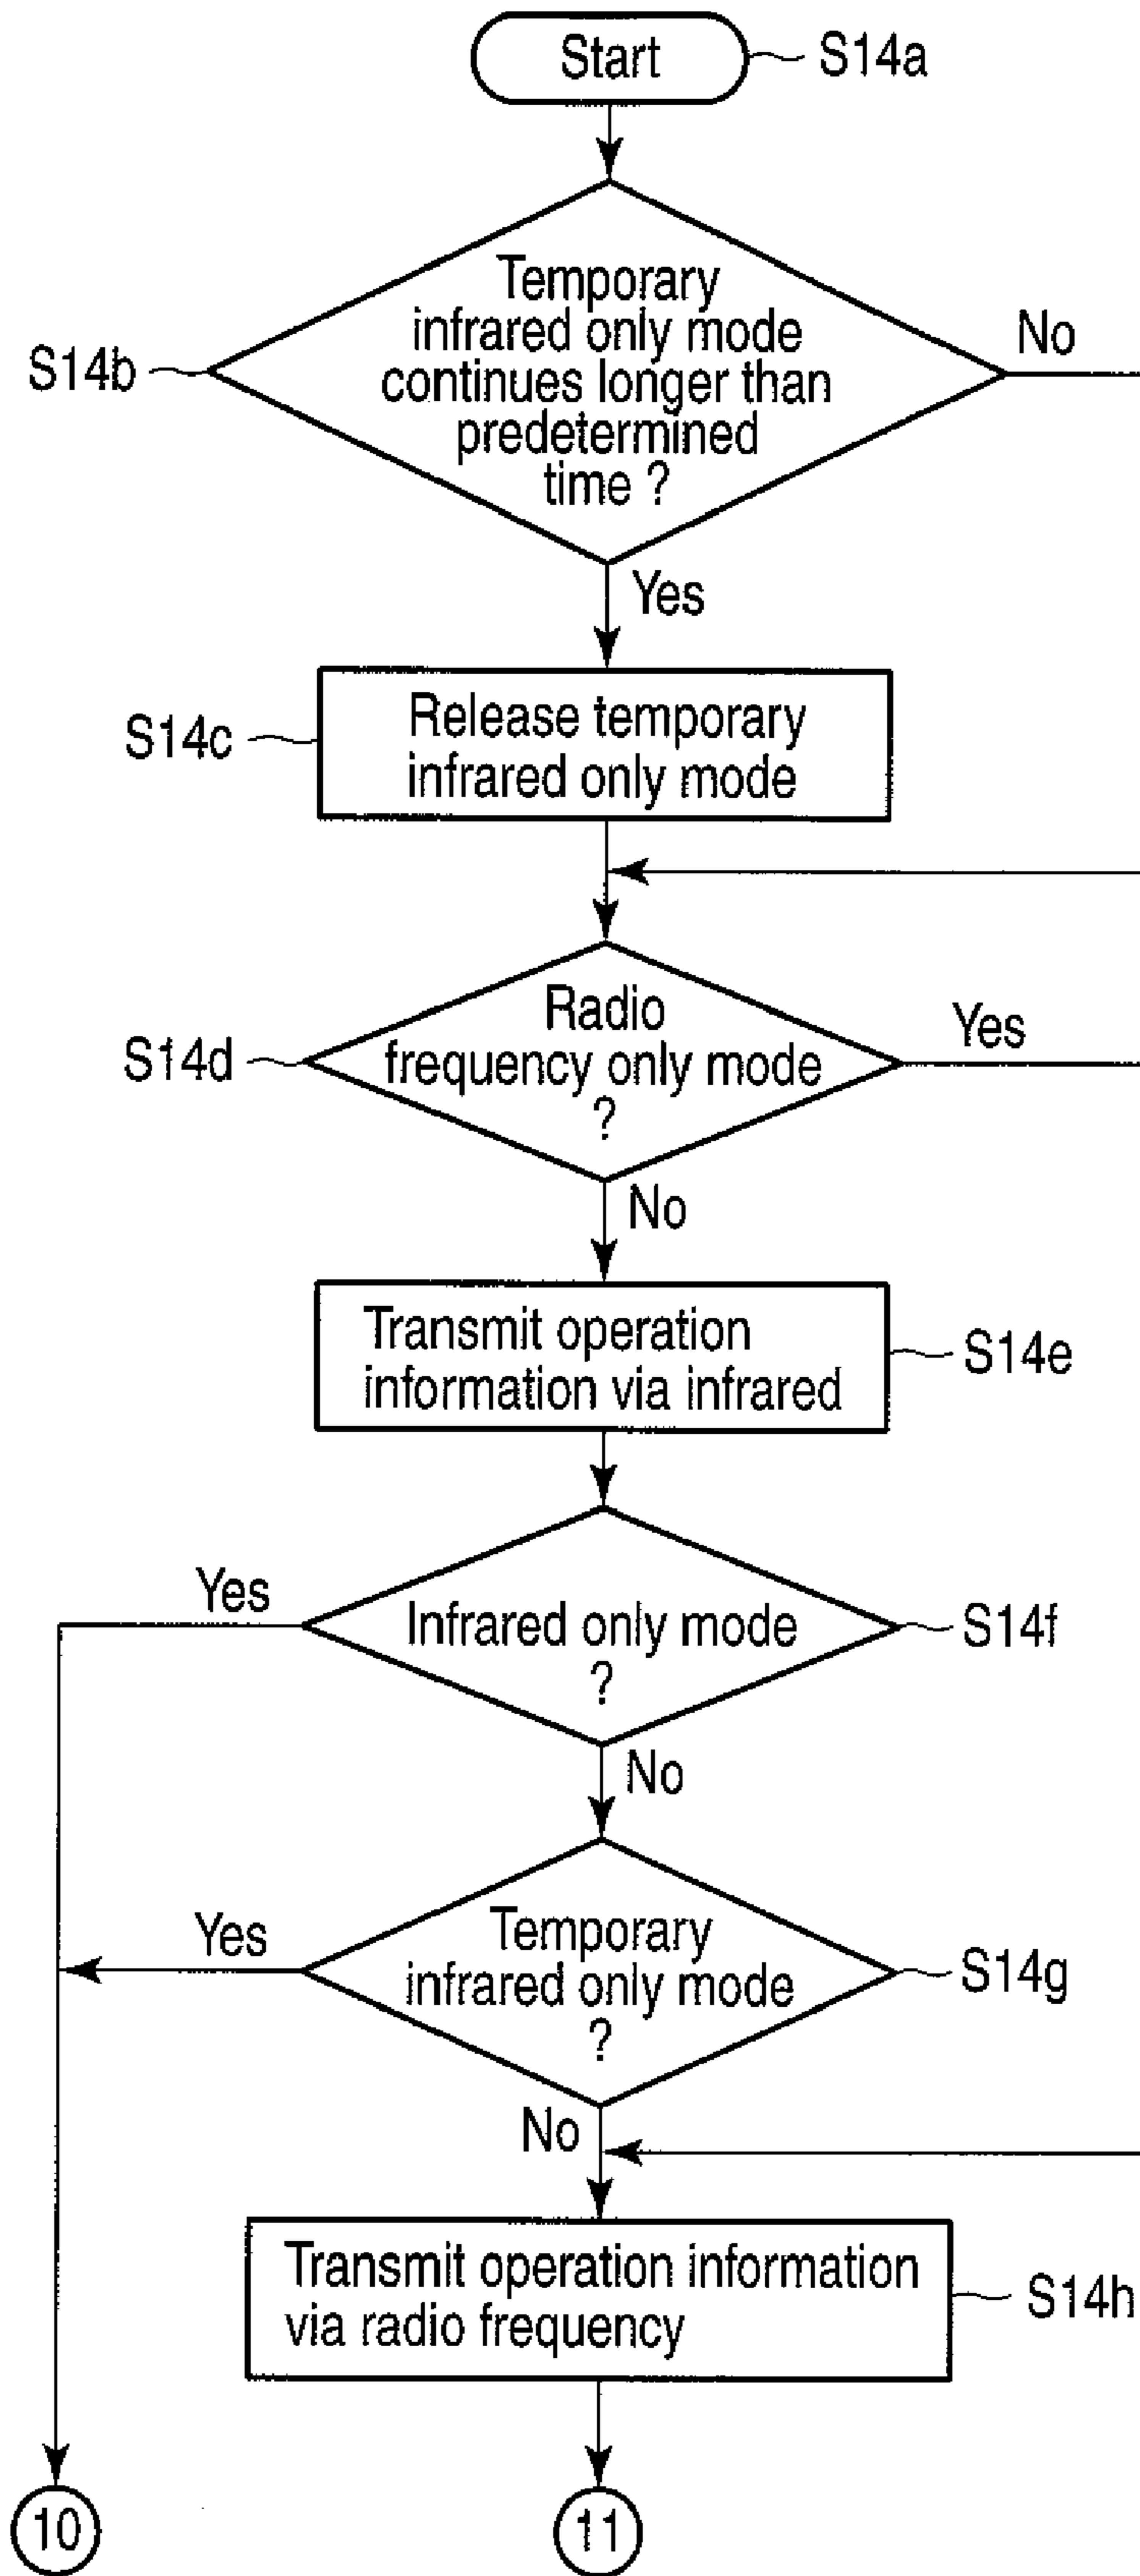 Start
S14a
Temporary
infrared only mode
continues longer than
predetermined
time ?
S14b
No
Yes
Release temporary
infrared only mode
S14c
Radio
frequency only mode
?
S14d
Yes
No
Transmit operation
information via infrared
S14e
Yes
Infrared only mode
?
S14f
No
Yes
Temporary
infrared only mode
?
S14g
No
Transmit operation information
via radio frequency
S14h
10
11